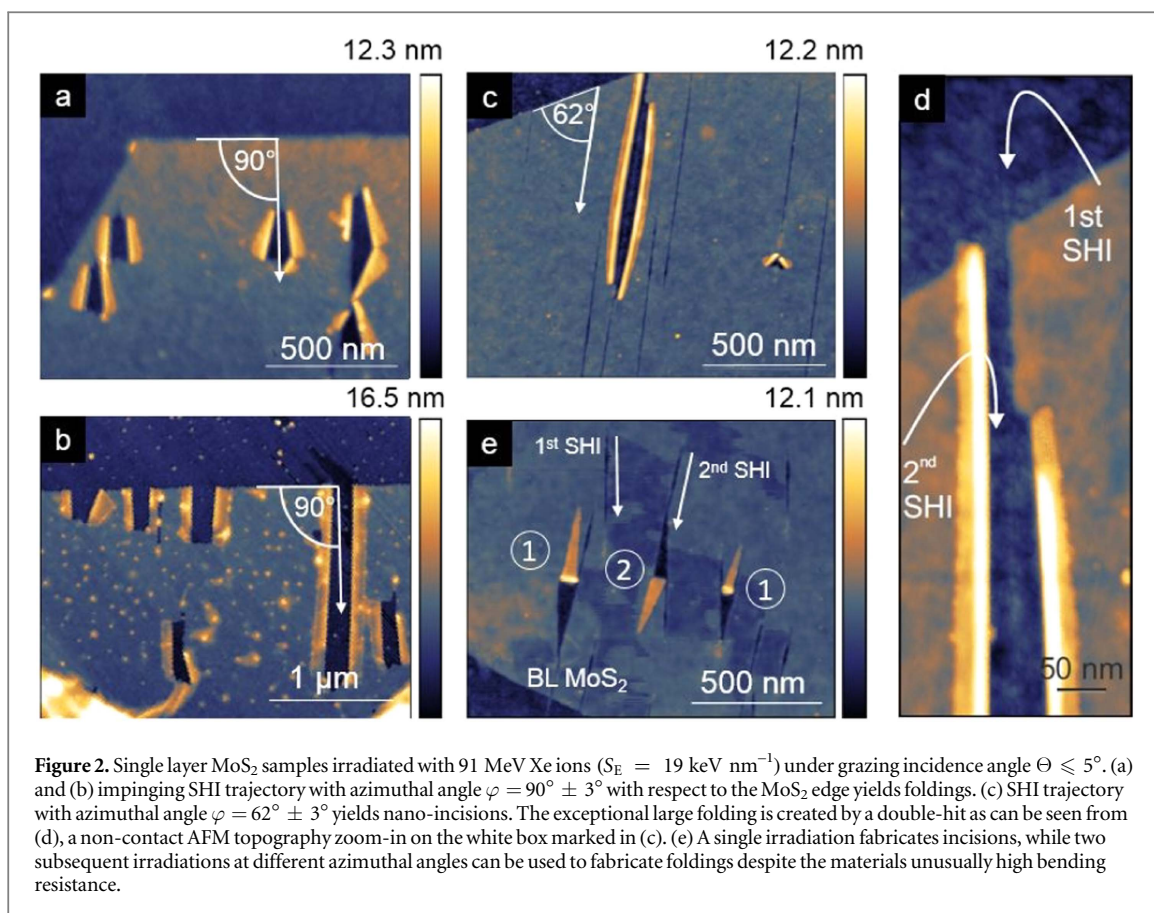 12.3 nm
a
90°
500 nm
16.5 nm
b
90°
1 µm
12.2 nm
c
62°
500 nm
12.1 nm
e
1st SHI
2nd SHI
1
2
1
BL MoS2
500 nm
d
1st
SHI
2nd
SHI
50 nm
Figure 2. Single layer MoS2 samples irradiated with 91 MeV Xe ions (SE = 19 keV nm−1) under grazing incidence angle Θ ⩽ 5°. (a)
and (b) impinging SHI trajectory with azimuthal angle φ = 90° ± 3° with respect to the MoS2 edge yields foldings. (c) SHI trajectory
with azimuthal angle φ = 62° ± 3° yields nano-incisions. The exceptional large folding is created by a double-hit as can be seen from
(d), a non-contact AFM topography zoom-in on the white box marked in (c). (e) A single irradiation fabricates incisions, while two
subsequent irradiations at different azimuthal angles can be used to fabricate foldings despite the materials unusually high bending
resistance.